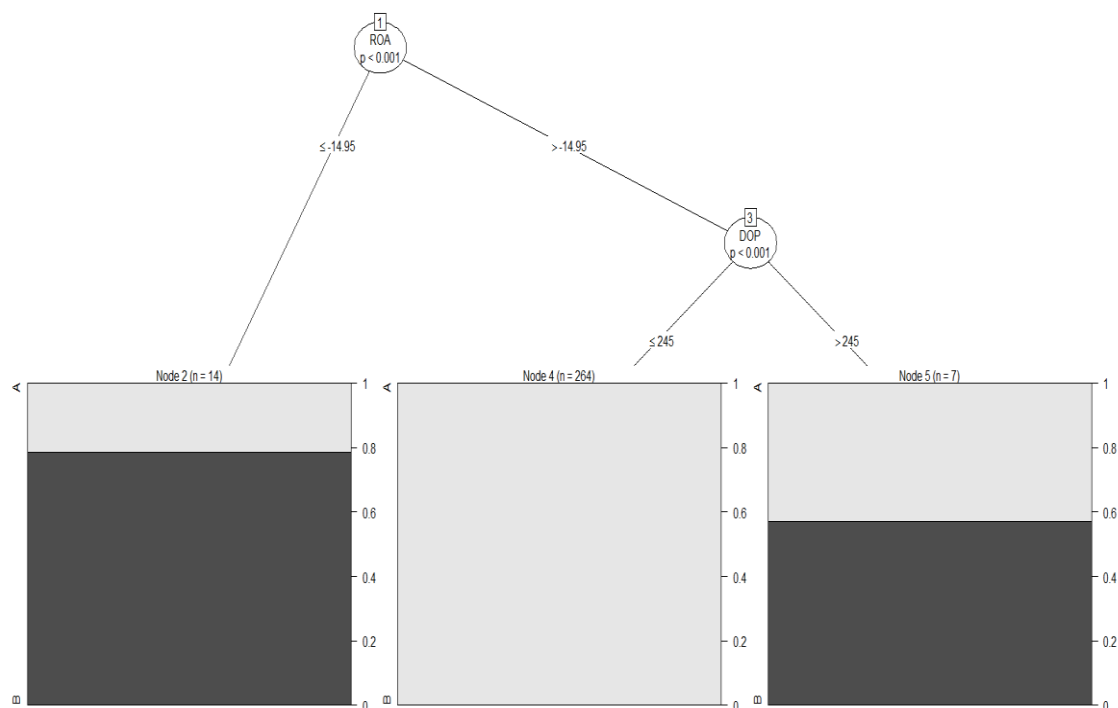 1
ROA
p < 0.001
≤ -14.95
> -14.95
3
DOP
p < 0.001
≤ 245
> 245
Node 2 (n = 14)
A
B
1
0.8
0.6
0.4
0.2
0
Node 4 (n = 264)
A
B
1
0.8
0.6
0.4
0.2
0
Node 5 (n = 7)
A
B
1
0.8
0.6
0.4
0.2
0